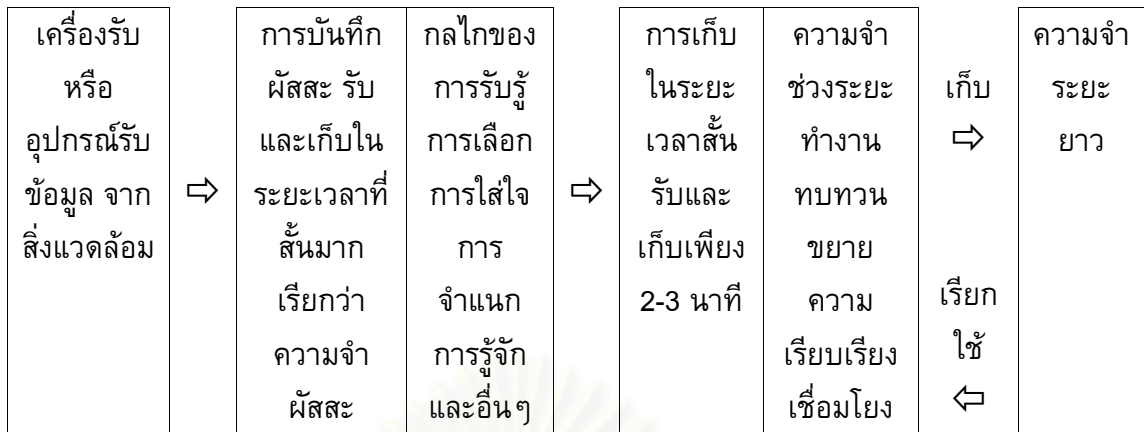 เครื่องรับ
หรือ
อุปกรณ์รับ
ข้อมูล จาก
สิ่งแวดล้อม
⇨
การบันทึก
ผัสสะ รับ
และเก็บใน
ระยะเวลาที่
สั้นมาก
เรียกว่า
ความจำ
ผัสสะ
กลไกของ
การรับรู้
การเลือก
การใส่ใจ
การ
จำแนก
การรู้จัก
และอื่นๆ
⇨
การเก็บ
ในระยะ
เวลาสั้น
รับและ
เก็บเพียง
2-3 นาที
ความจำ
ช่วงระยะ
ทำงาน
ทบทวน
ขยาย
ความ
เรียบเรียง
เชื่อมโยง
เก็บ
⇨
เรียก
ใช้
⇦
ความจำ
ระยะ
ยาว